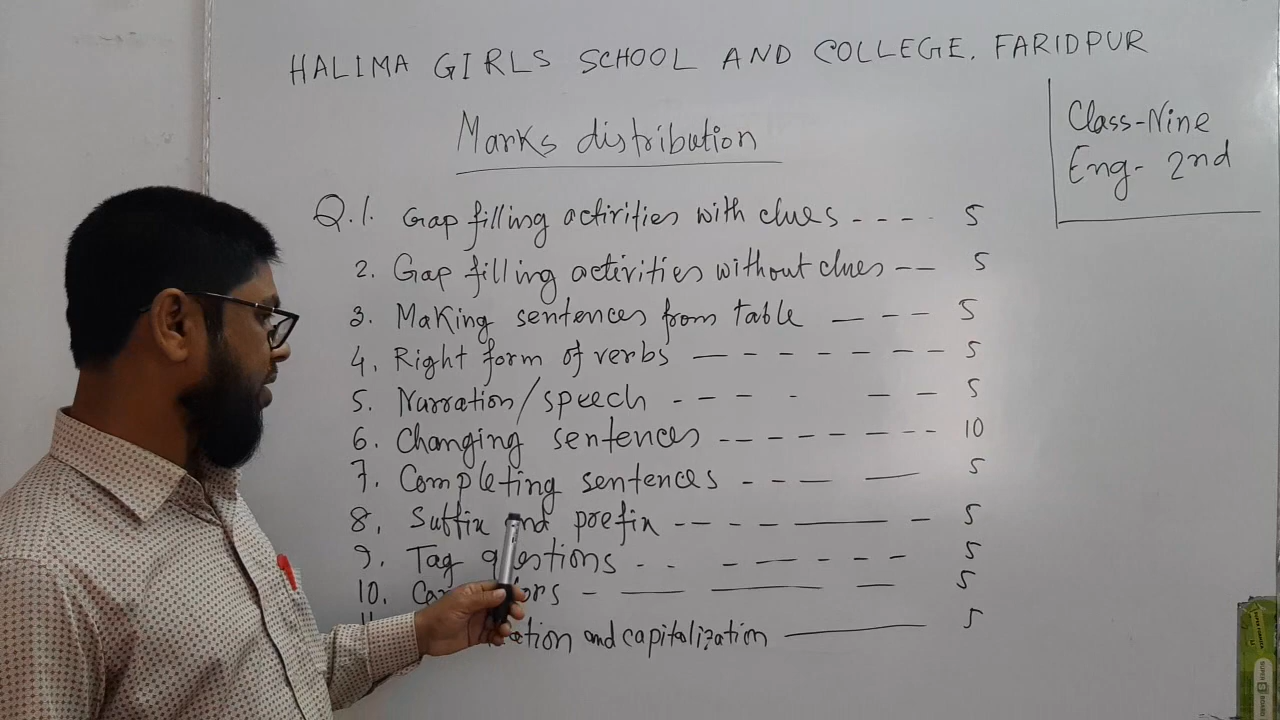 HALIMA GIRLS SCHOOL AND COLLEGE. FARIDPUR
Marks distribution
Class-Nine
Eng- 2nd
Q.1. Gap filling activities with clues ---- 5
2. Gap filling activities without clues -- 5
3. Making sentences from table --- 5
4. Right form of verbs ------- 5
5. Narration/speech ---- -- 5
6. Changing sentences ------- 10
7. Completing sentences ---- 5
8. Suffix and prefix ------ 5
9. Tag questions -- ----- 5
10. ---- 5
and capitalization - 5